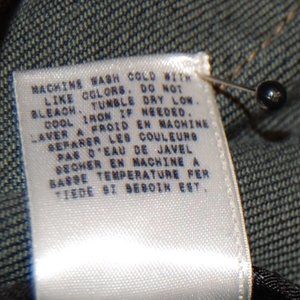 MACHINE WASH COLD WITH
LIKE COLORS. DO NOT
BLEACH. TUMBLE DRY LOW.
COOL IRON IF NEEDED.
LAVER A FROID EN MACHINE
SEPARER LES COULEURS
PAS D'EAU DE JAVEL
SECHER EN MACHINE A
BASSE TEMPERATURE FER
TIEDE SI BESOIN EST.